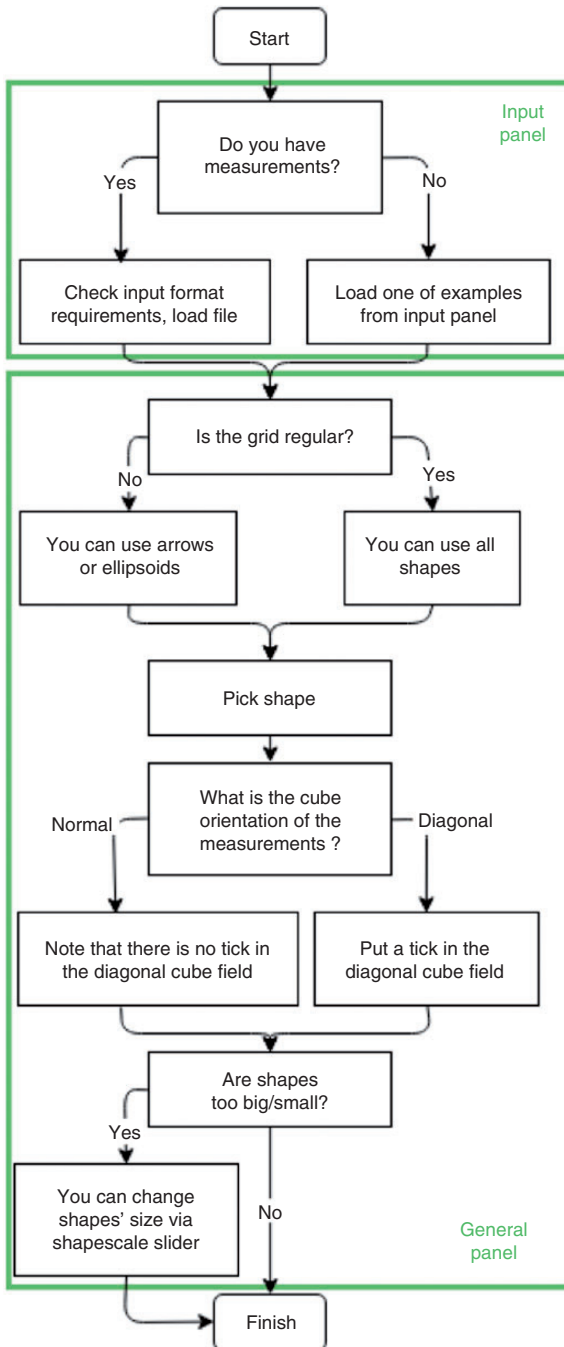 Start
Input
panel
Do you have
measurements?
Yes
No
Check input format
requirements, load file
Load one of examples
from input panel
Is the grid regular?
No
Yes
You can use arrows
or ellipsoids
You can use all
shapes
Pick shape
What is the cube
orientation of the
measurements ?
Normal
Diagonal
Note that there is no tick in
the diagonal cube field
Put a tick in the
diagonal cube field
Are shapes
too big/small?
Yes
No
You can change
shapes' size via
shapescale slider
General
panel
Finish